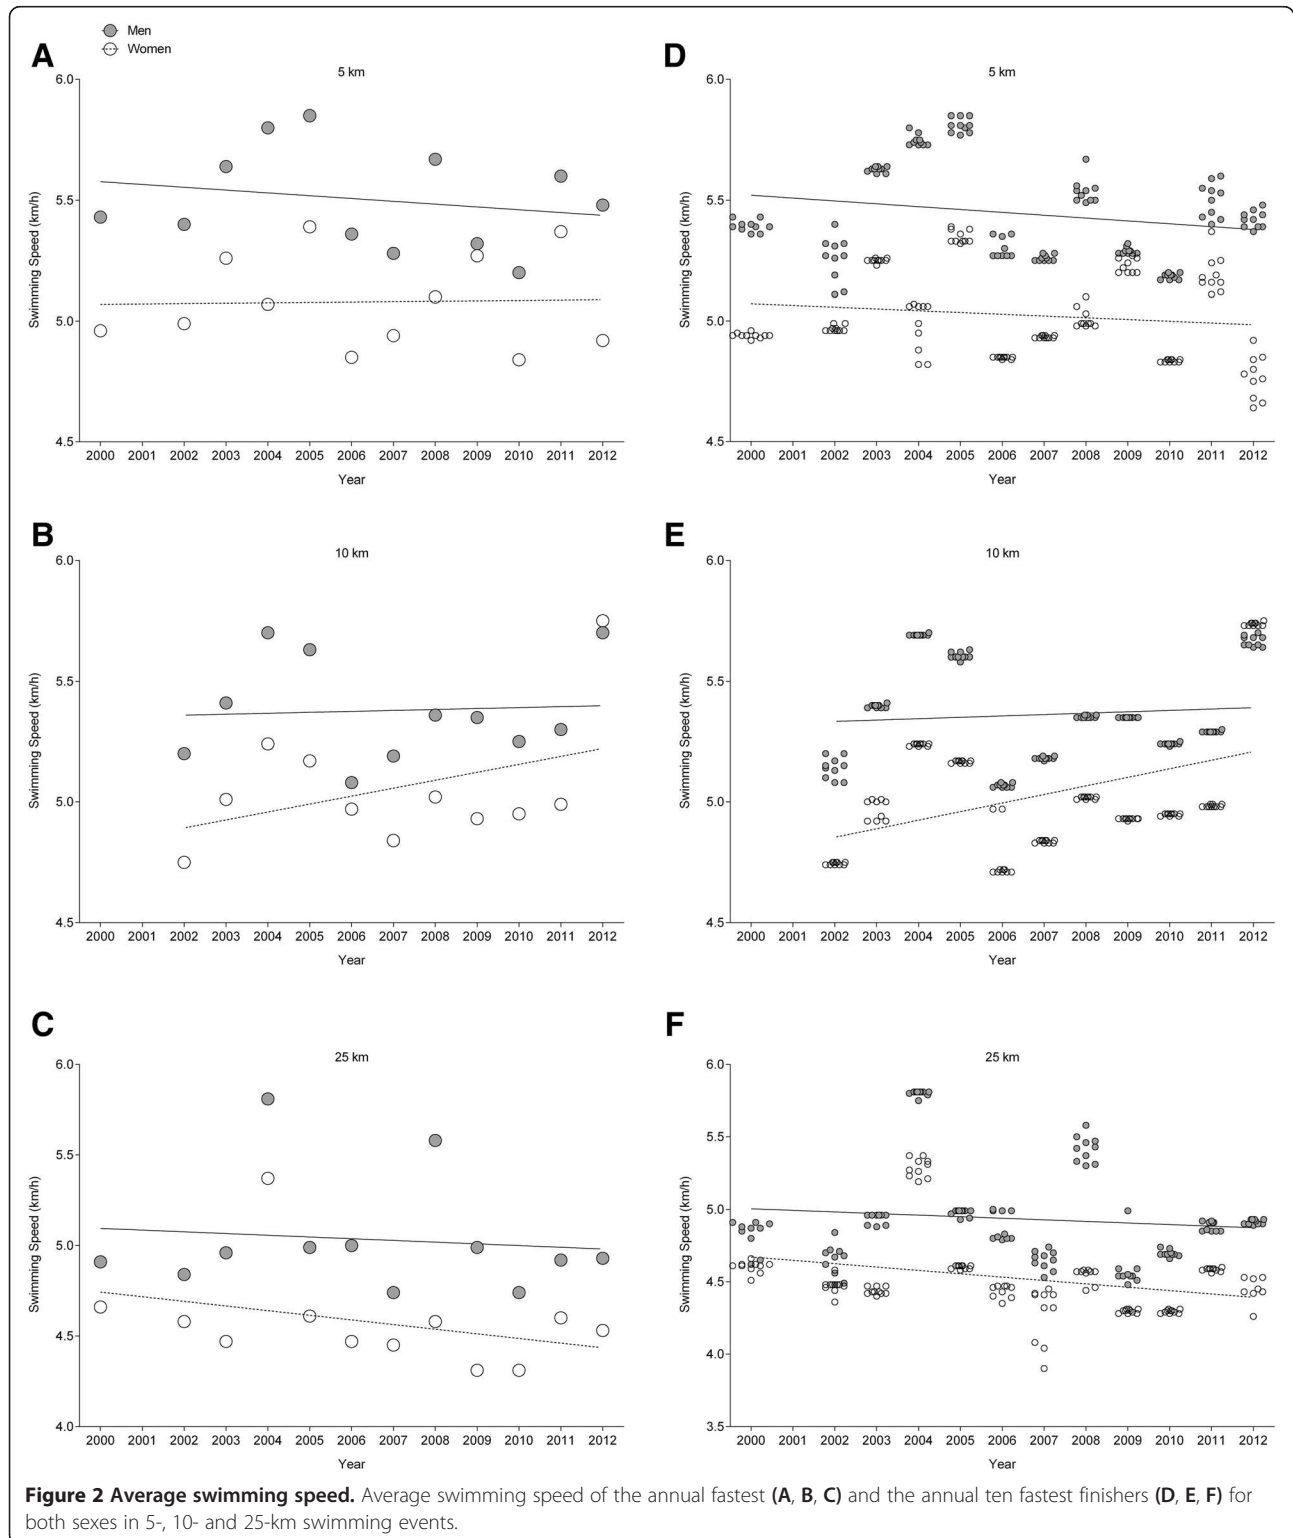 Men
Women
A
5 km
6.0
5.5
5.0
4.5
Swimming Speed (km/h)
2000 2001 2002 2003 2004 2005 2006 2007 2008 2009 2010 2011 2012
Year
D
5 km
6.0
5.5
5.0
4.5
Swimming Speed (km/h)
2000 2001 2002 2003 2004 2005 2006 2007 2008 2009 2010 2011 2012
Year
B
10 km
6.0
5.5
5.0
4.5
Swimming Speed (km/h)
2000 2001 2002 2003 2004 2005 2006 2007 2008 2009 2010 2011 2012
Year
E
10 km
6.0
5.5
5.0
4.5
Swimming Speed (km/h)
2000 2001 2002 2003 2004 2005 2006 2007 2008 2009 2010 2011 2012
Year
C
25 km
6.0
5.5
5.0
4.5
4.0
Swimming Speed (km/h)
2000 2001 2002 2003 2004 2005 2006 2007 2008 2009 2010 2011 2012
Year
F
25 km
6.0
5.5
5.0
4.5
4.0
3.5
Swimming Speed (km/h)
2000 2001 2002 2003 2004 2005 2006 2007 2008 2009 2010 2011 2012
Year
Figure 2 Average swimming speed. Average swimming speed of the annual fastest (A, B, C) and the annual ten fastest finishers (D, E, F) for
both sexes in 5-, 10- and 25-km swimming events.